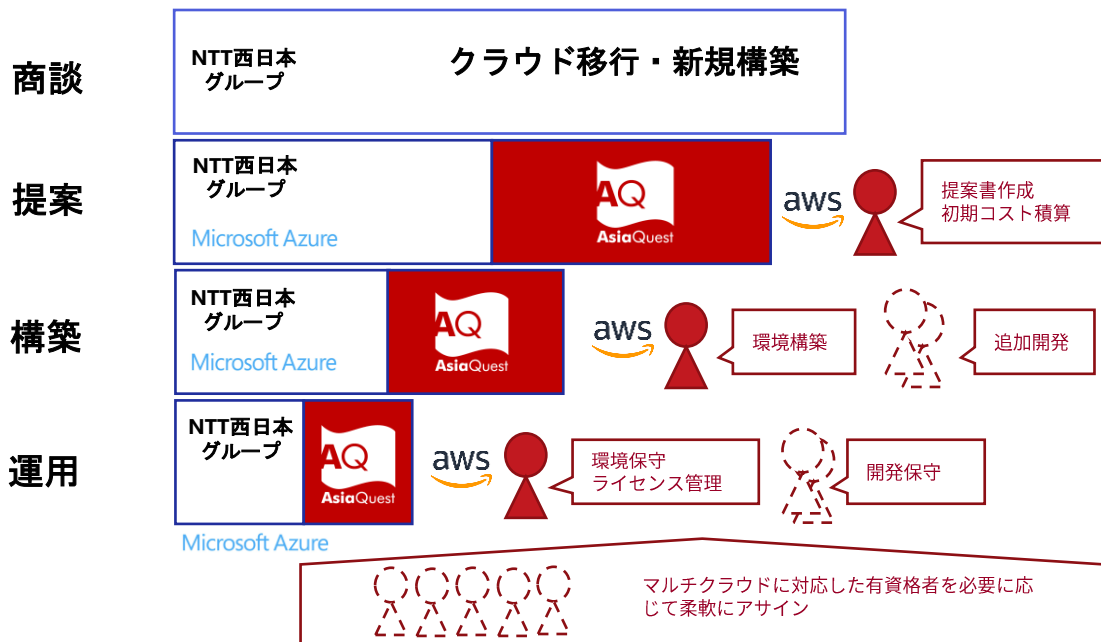 商談
NTT西日本
グループ
クラウド移行・新規構築
提案
NTT西日本
グループ
Microsoft Azure
AQ
AsiaQuest
aws
提案書作成
初期コスト積算
構築
NTT西日本
グループ
Microsoft Azure
AQ
AsiaQuest
aws
環境構築
追加開発
運用
NTT西日本
グループ
Microsoft Azure
AQ
AsiaQuest
aws
環境保守
ライセンス管理
開発保守
マルチクラウドに対応した有資格者を必要に応
じて柔軟にアサイン